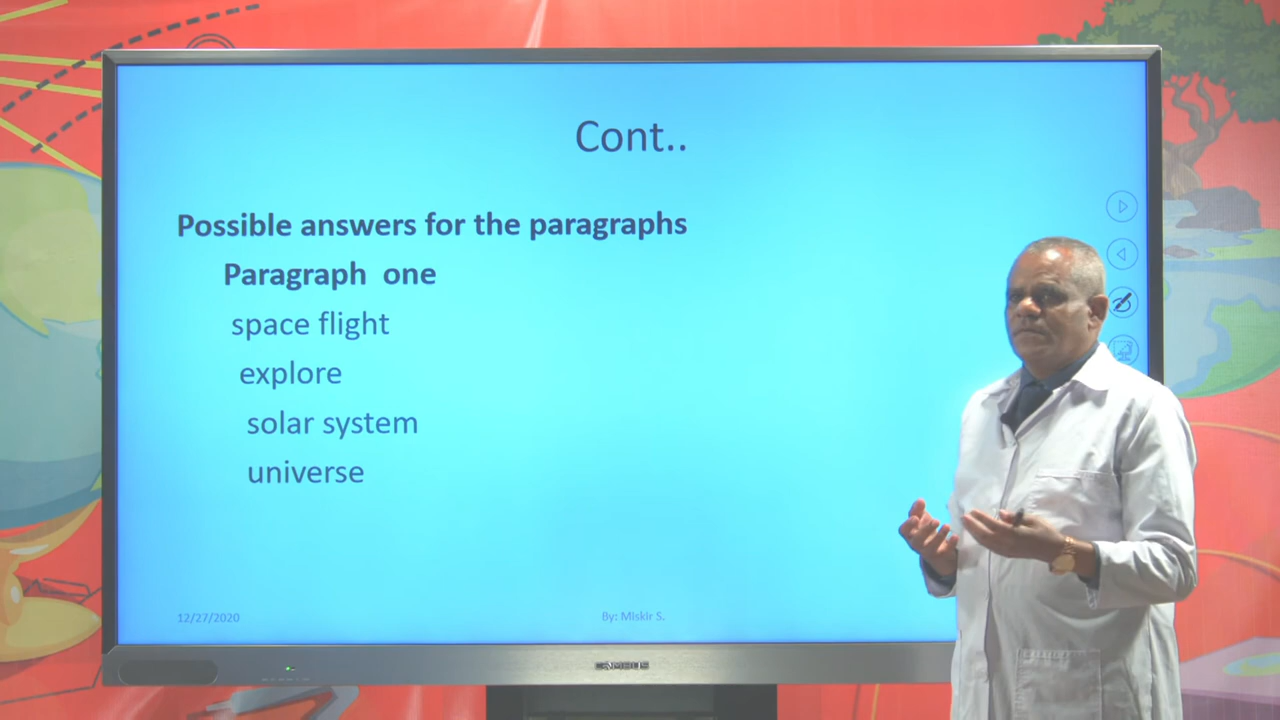 Cont..
Possible answers for the paragraphs
Paragraph one
space flight
explore
solar system
universe
12/27/2020
By: Miskir S.